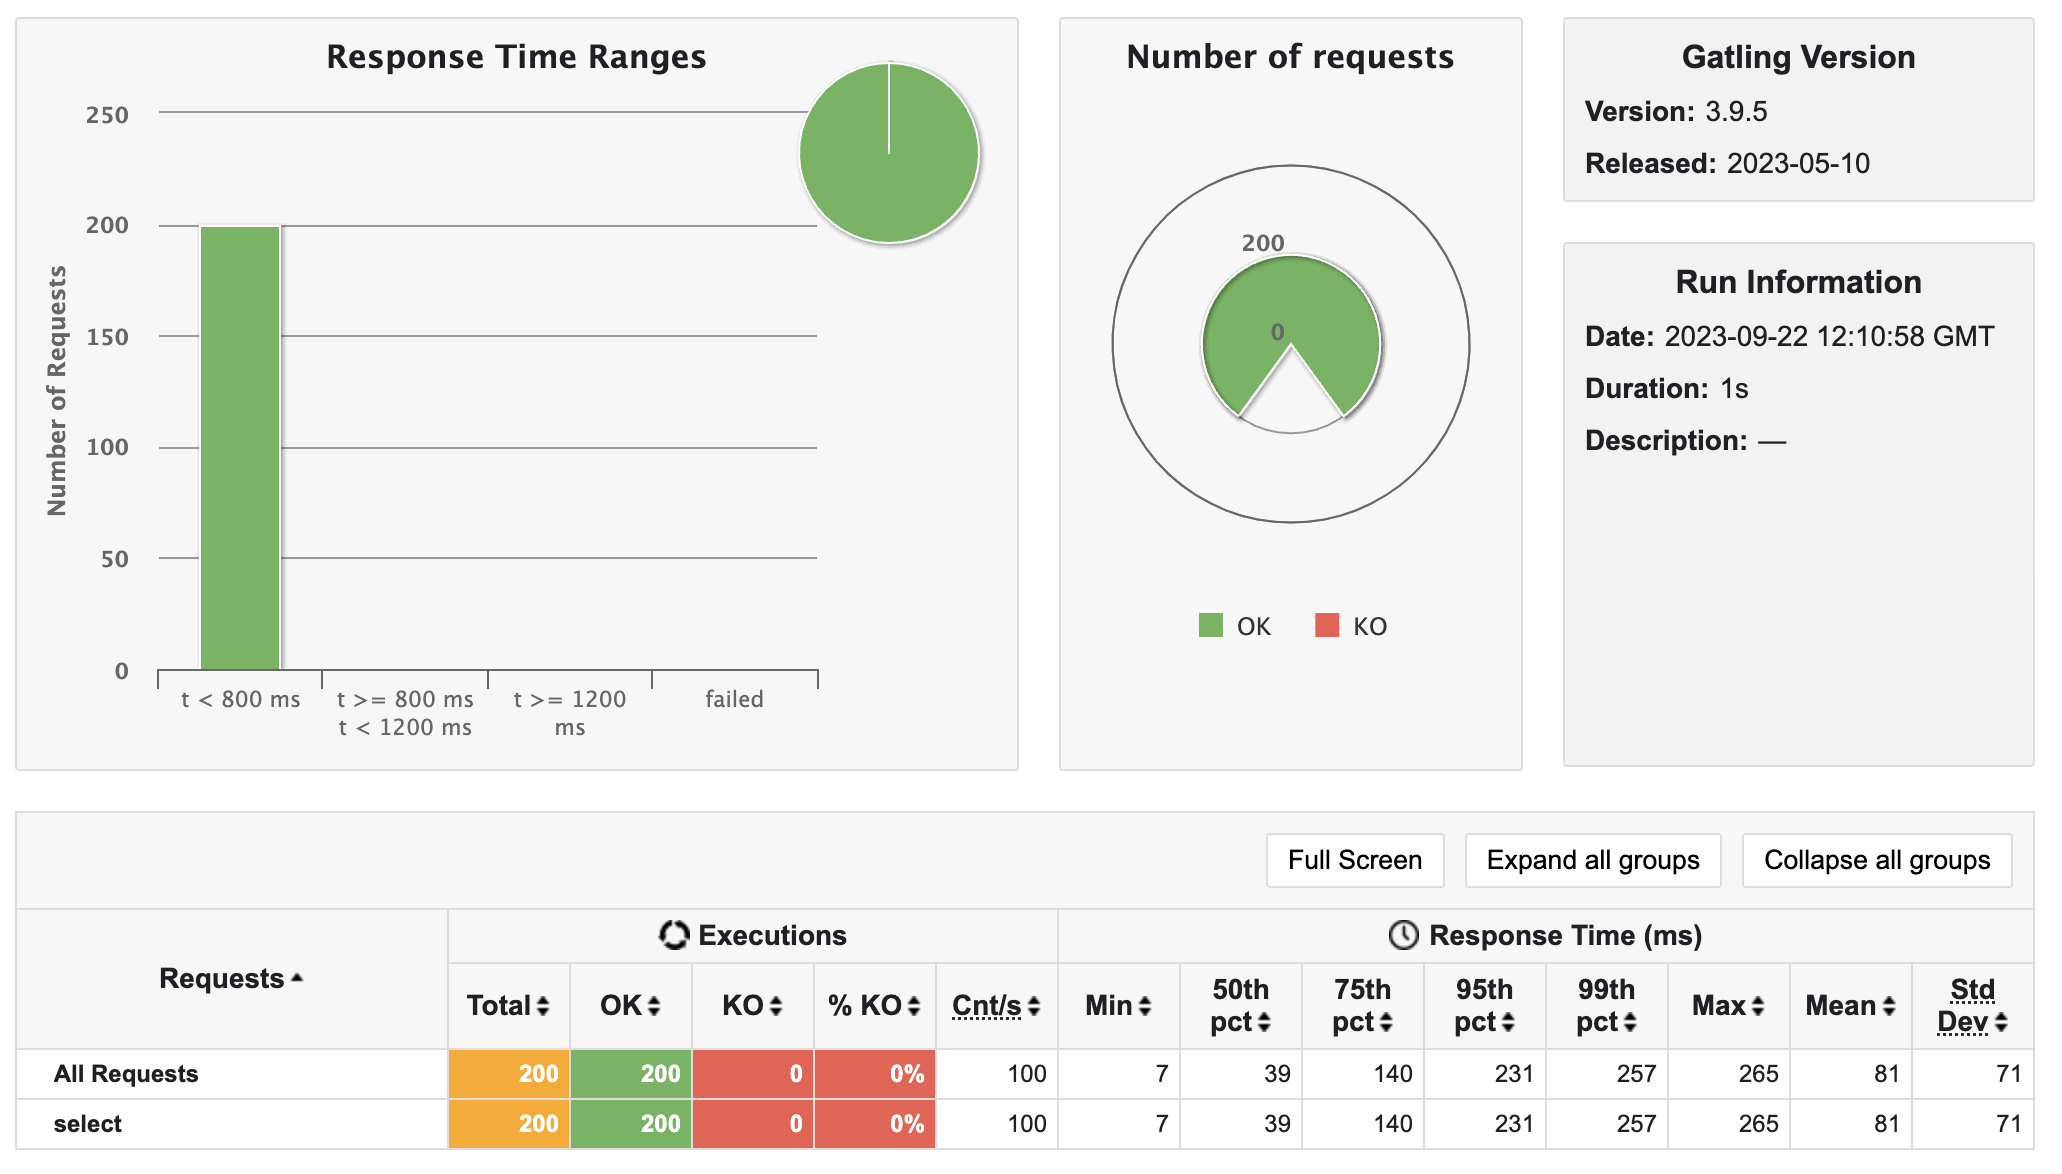 Response Time Ranges
250
200
150
100
50
0
Number of Requests
t < 800 ms
t >= 800 ms
t < 1200 ms
t >= 1200
ms
failed
Number of requests
200
0
OK
KO
Gatling Version
Version: 3.9.5
Released: 2023-05-10
Run Information
Date: 2023-09-22 12:10:58 GMT
Duration: 1s
Description: —
Full Screen Expand all groups Collapse all groups
Requests
Executions
Response Time (ms)
Total OK KO % KO Cnt/s Min 50th pct 75th pct 95th pct 99th pct Max Mean Std Dev
All Requests 200 200 0 0% 100 7 39 140 231 257 265 81 71
select 200 200 0 0% 100 7 39 140 231 257 265 81 71